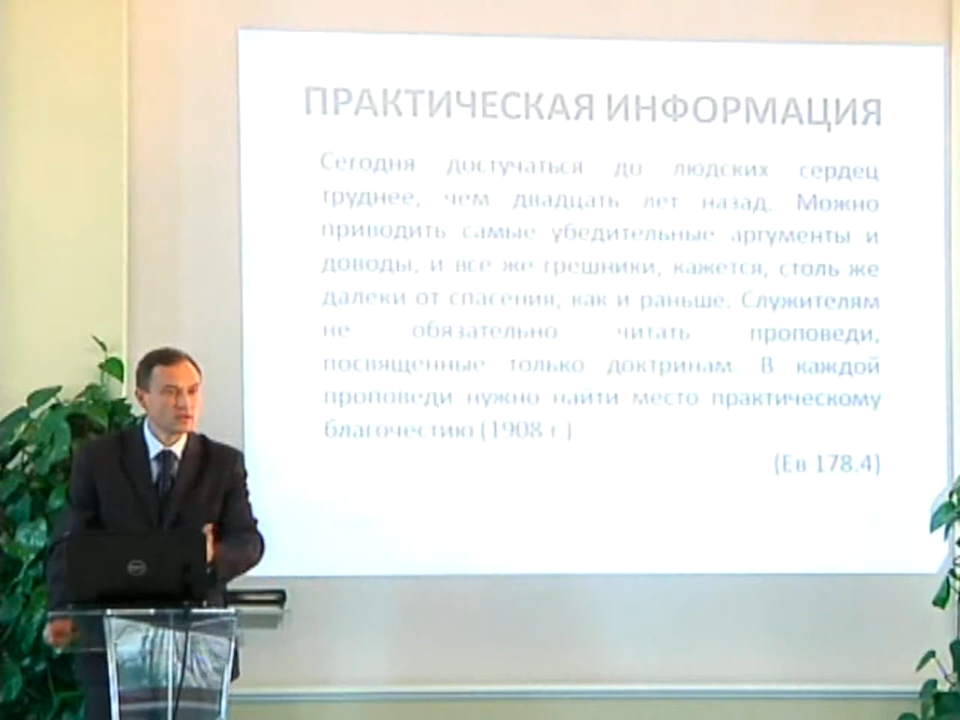 ПРАКТИЧЕСКАЯ ИНФОРМАЦИЯ
Сегодня достучаться до людских сердец
труднее, чем двадцать лет назад. Можно
приводить самые убедительные аргументы и
доводы, и все же грешники, кажется, столь же
далеки от спасения, как и раньше. Служителям
не обязательно читать проповеди,
посвященные только доктринам. В каждой
проповеди нужно найти место практическому
благочестию (1908 г.)
(Ев 178.4)
DELL